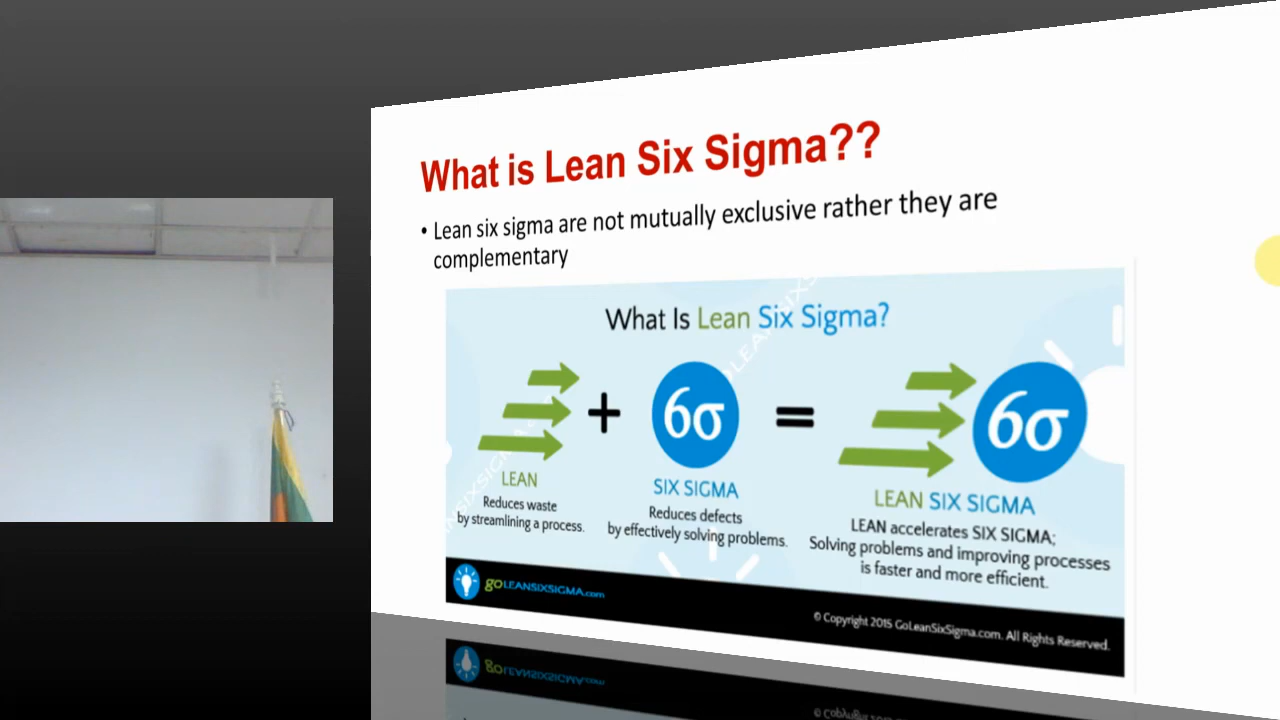 What is Lean Six Sigma??
• Lean six sigma are not mutually exclusive rather they are
complementary
What Is Lean Six Sigma?
+
6σ
=
6σ
LEAN
Reduces waste
by streamlining a process.
SIX SIGMA
Reduces defects
by effectively solving problems.
LEAN SIX SIGMA
LEAN accelerates SIX SIGMA;
Solving problems and improving processes
is faster and more efficient.
goLEANSIXSIGMA.com
© Copyright 2015 GoLeanSixSigma.com. All Rights Reserved.